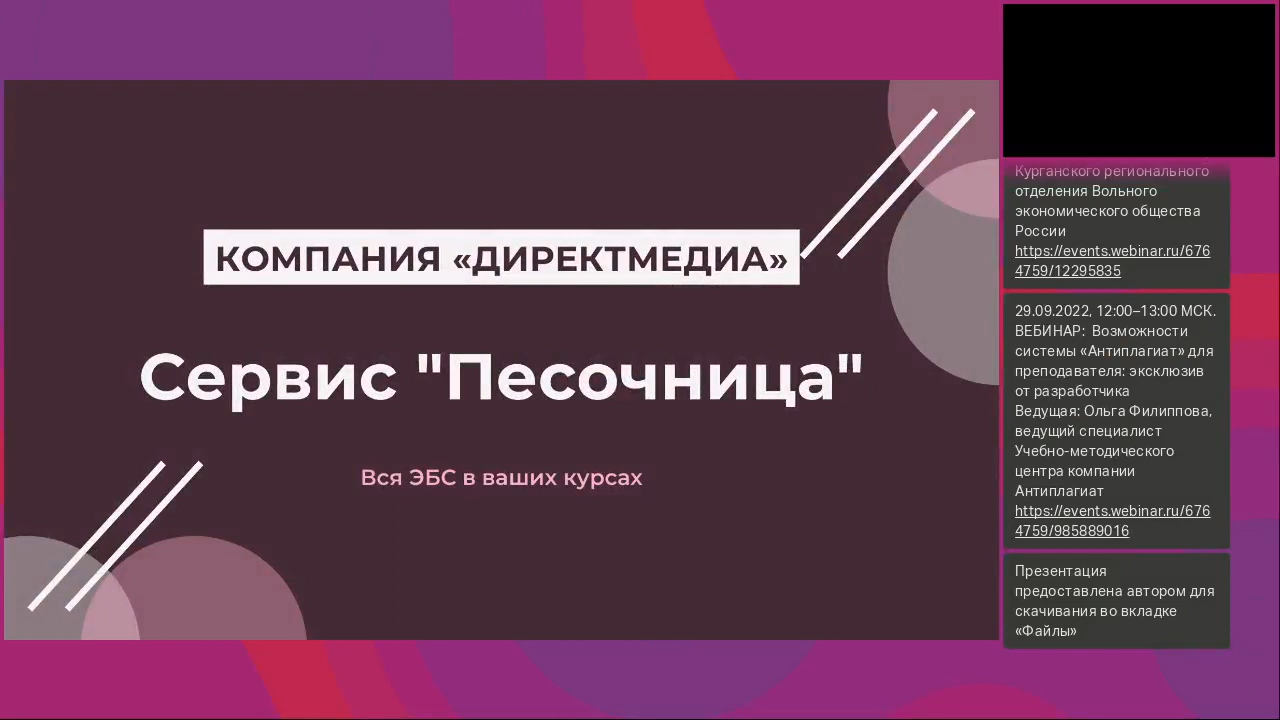 КОМПАНИЯ «ДИРЕКТМЕДИА»
Сервис "Песочница"
Вся ЭБС в ваших курсах
Курганского регионального
отделения Вольного
экономического общества
России
https://events.webinar.ru/676
4759/12295835
29.09.2022, 12:00–13:00 МСК.
ВЕБИНАР:  Возможности
системы «Антиплагиат» для
преподавателя: эксклюзив
от разработчика
Ведущая: Ольга Филиппова,
ведущий специалист
Учебно-методического
центра компании
Антиплагиат
https://events.webinar.ru/676
4759/985889016
Презентация
предоставлена автором для
скачивания во вкладке
«Файлы»